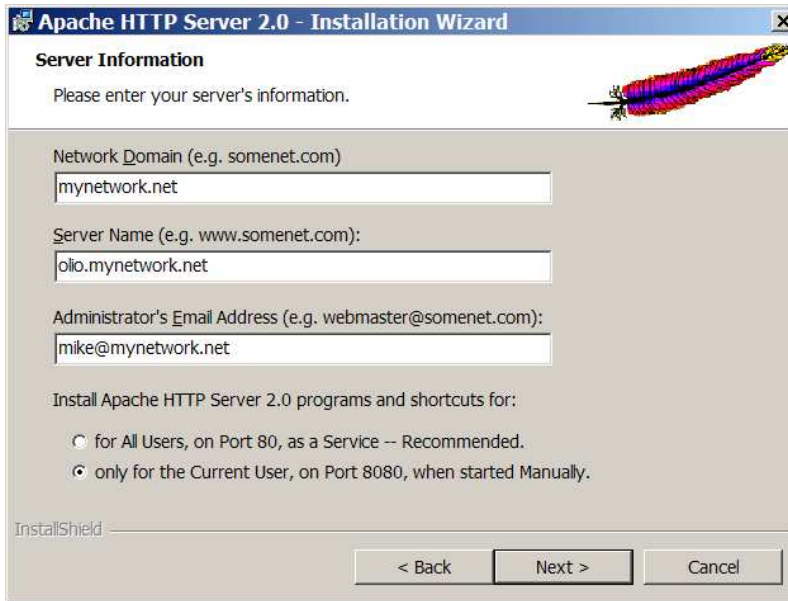 Apache HTTP Server 2.0 - Installation Wizard
Server Information
Please enter your server's information.
Network Domain (e.g. somenet.com)
mynetwork.net
Server Name (e.g. www.somenet.com):
olio.mynetwork.net
Administrator's Email Address (e.g. webmaster@somenet.com):
mike@mynetwork.net
Install Apache HTTP Server 2.0 programs and shortcuts for:
for All Users, on Port 80, as a Service -- Recommended.
only for the Current User, on Port 8080, when started Manually.
InstallShield
< Back Next > Cancel